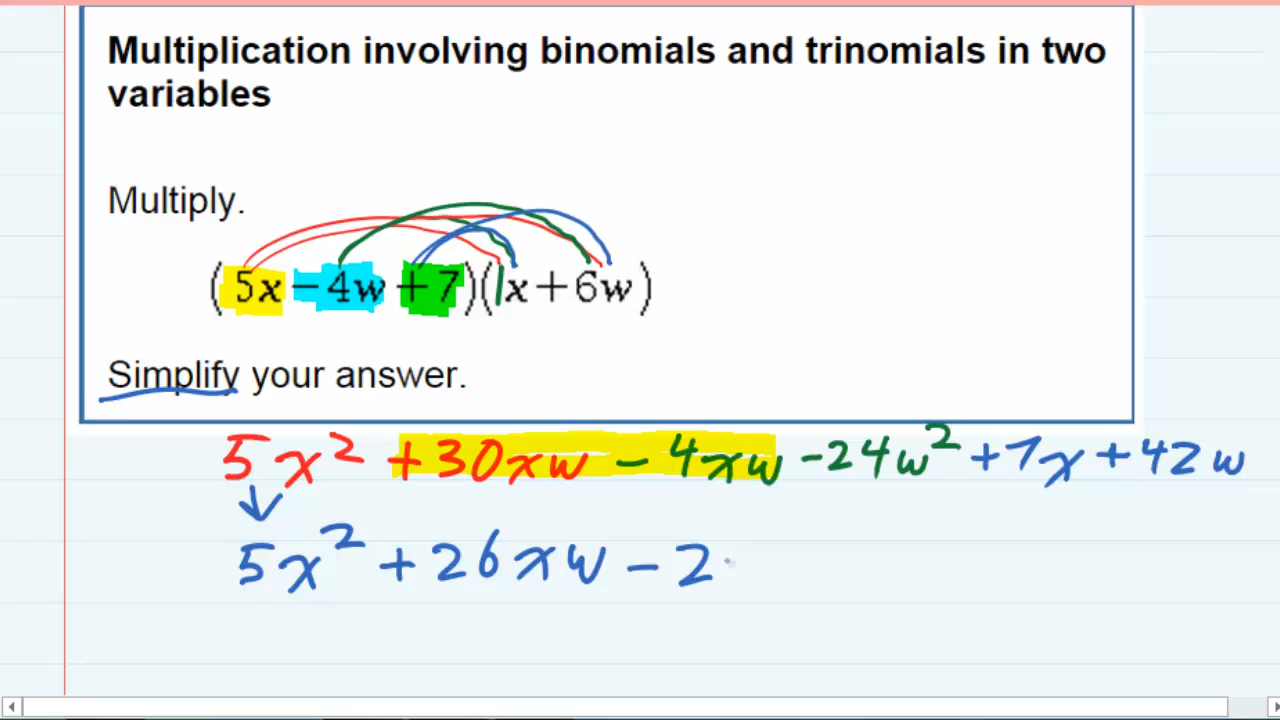 Multiplication involving binomials and trinomials in two
variables
Multiply.
(5x − 4w + 7)(1x + 6w)
Simplify your answer.
5x² + 30xw − 4xw − 24w² + 7x + 42w
5x² + 26xw − 2